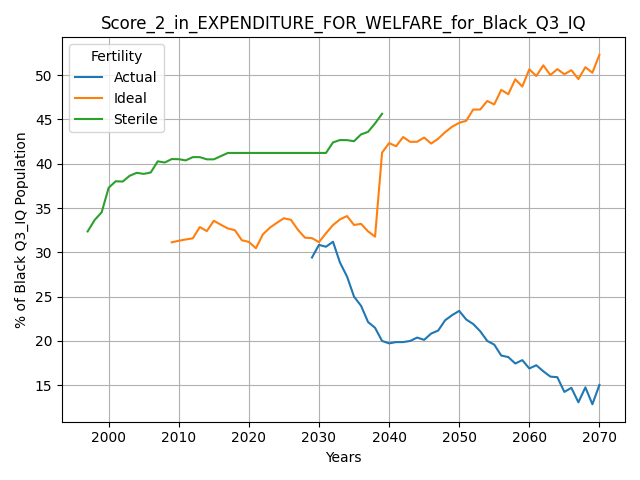 Score_2_in_EXPENDITURE_FOR_WELFARE_for_Black_Q3_IQ
Fertility
Actual
Ideal
Sterile
% of Black Q3_IQ Population
50
45
40
35
30
25
20
15
2000
2010
2020
2030
2040
2050
2060
2070
Years